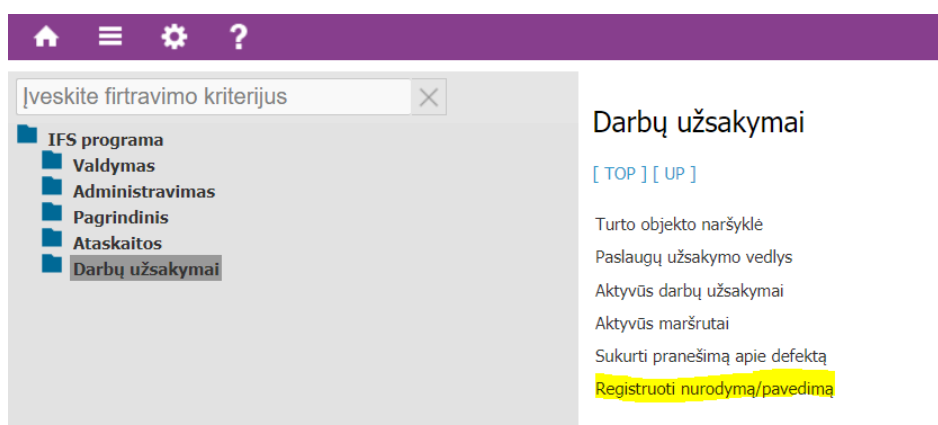 ?
Įveskite firtravimo kriterijus
IFS programa
Valdymas
Administravimas
Pagrindinis
Ataskaitos
Darbų užsakymai
Darbų užsakymai
[ TOP ] [ UP ]
Turto objekto naršyklė
Paslaugų užsakymo vedlys
Aktyvūs darbų užsakymai
Aktyvūs maršrutai
Sukurti pranešimą apie defektą
Registruoti nurodymą/pavedimą